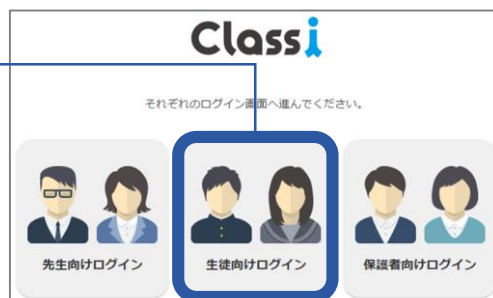 Classi
それぞれのログイン画面へ進んでください。
先生向けログイン
生徒向けログイン
保護者向けログイン